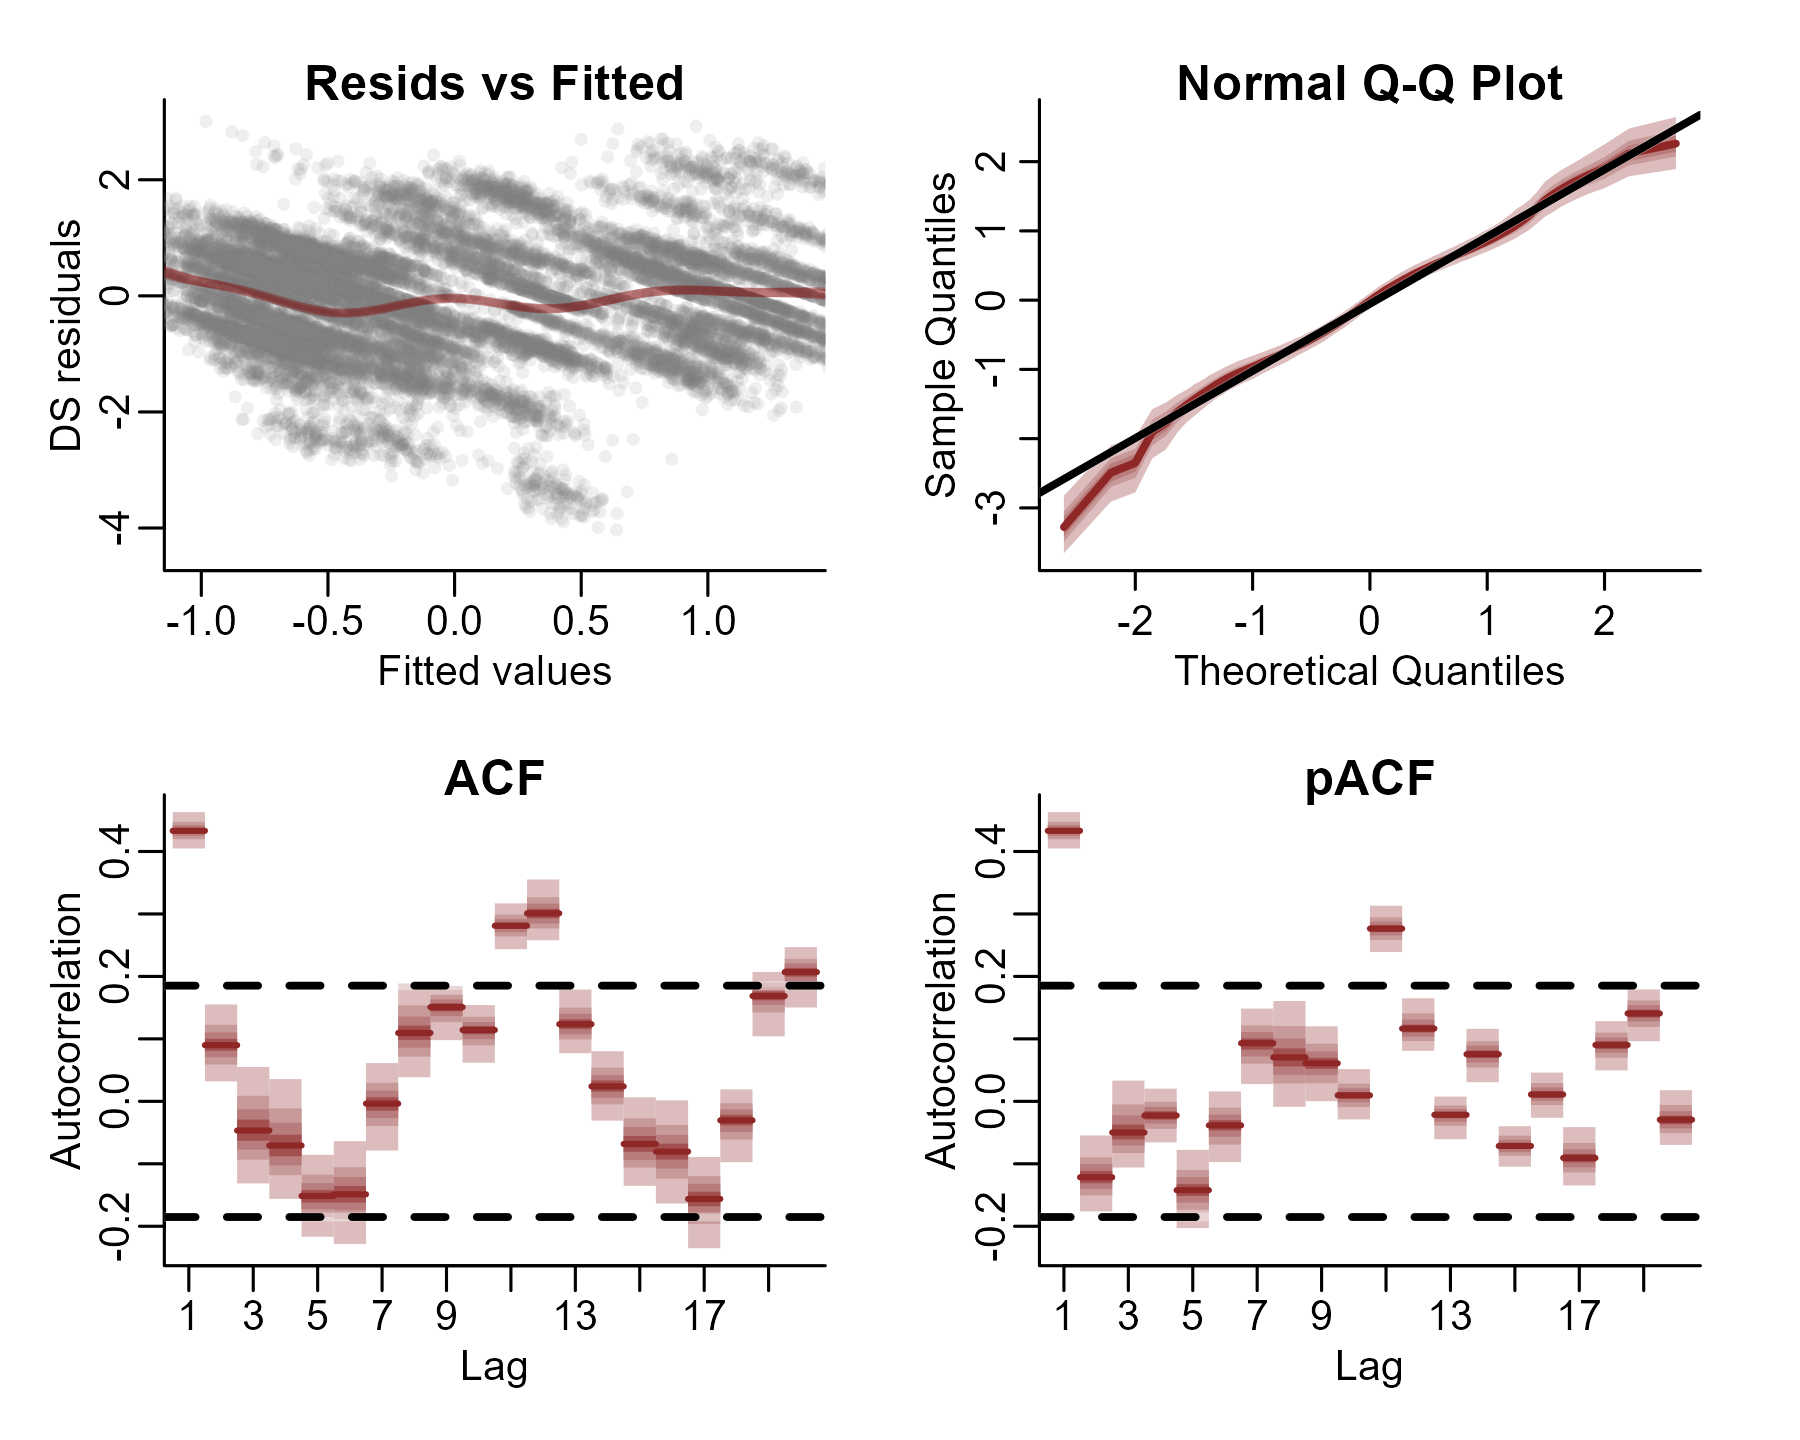 Resids vs Fitted
DS residuals
2
0
-2
-4
-1.0 -0.5 0.0 0.5 1.0
Fitted values
Normal Q-Q Plot
Sample Quantiles
2
1
0
-1
-3
-2 -1 0 1 2
Theoretical Quantiles
ACF
Autocorrelation
0.4
0.2
0.0
-0.2
1 3 5 7 9 13 17
Lag
pACF
Autocorrelation
0.4
0.2
0.0
-0.2
1 3 5 7 9 13 17
Lag